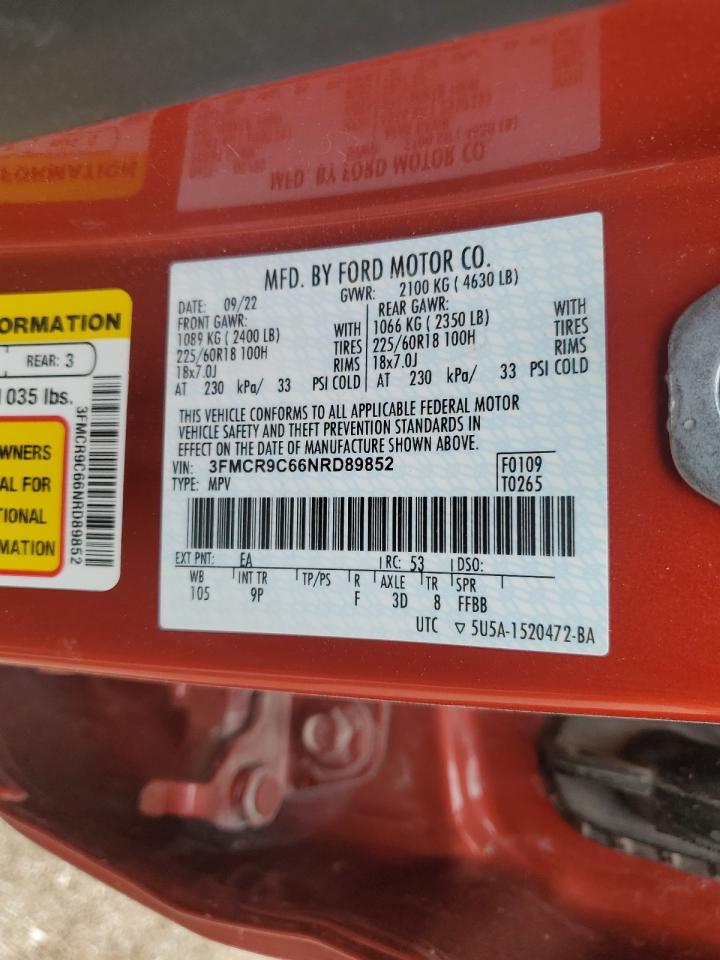 MFD. BY FORD MOTOR CO.
DATE: 09/22 GVWR: 2100 KG ( 4630 LB)
FRONT GAWR: REAR GAWR:
1089 KG ( 2400 LB) WITH 1066 KG ( 2350 LB) WITH
225/60R18 100H TIRES 225/60R18 100H TIRES
18x7.0J RIMS 18x7.0J RIMS
AT 230 kPa/ 33 PSI COLD AT 230 kPa/ 33 PSI COLD
THIS VEHICLE CONFORMS TO ALL APPLICABLE FEDERAL MOTOR
VEHICLE SAFETY AND THEFT PREVENTION STANDARDS IN
EFFECT ON THE DATE OF MANUFACTURE SHOWN ABOVE.
VIN: 3FMCR9C66NRD89852 F0109
TYPE: MPV T0265
EXT PNT: EA RC: 53 DSO:
WB INT TR TP/PS R AXLE TR SPR
105 9P F 3D 8 FFBB
UTC ▽ 5U5A-1520472-BA
ORMATION
REAR: 3
035 lbs.
WNERS
AL FOR
TIONAL
MATION
3FMCR9C66NRD89852
MFD. BY FORD MOTOR CO
FORMATION